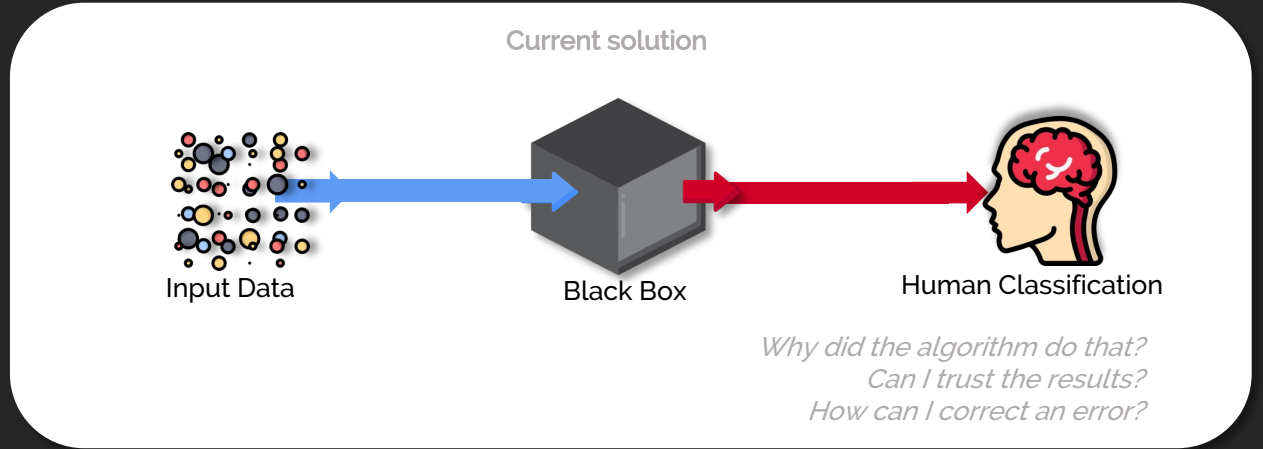 Current solution
Input Data
Black Box
Human Classification
Why did the algorithm do that?
Can I trust the results?
How can I correct an error?